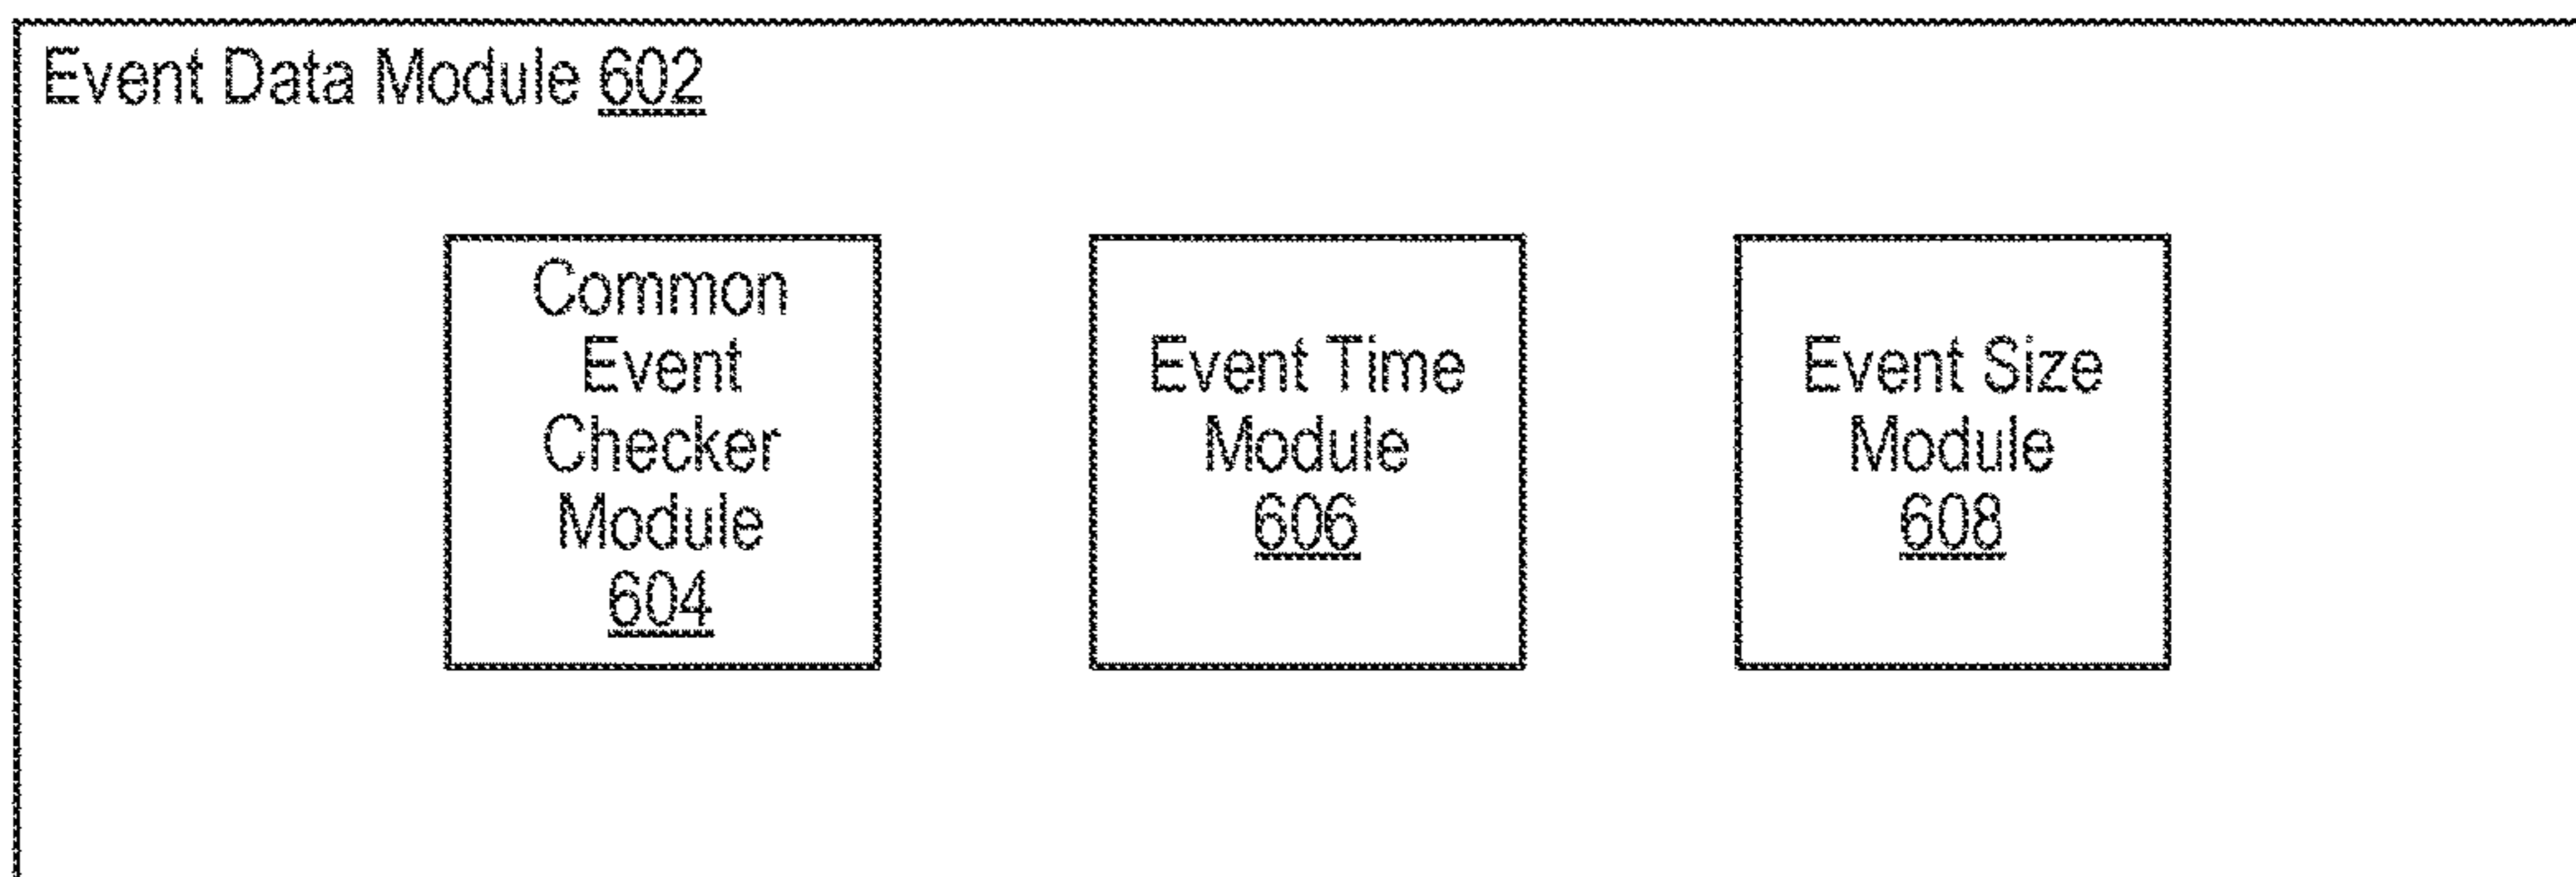 Event Data Module 602
Common
Event
Checker
Module
604
Event Time
Module
606
Event Size
Module
608